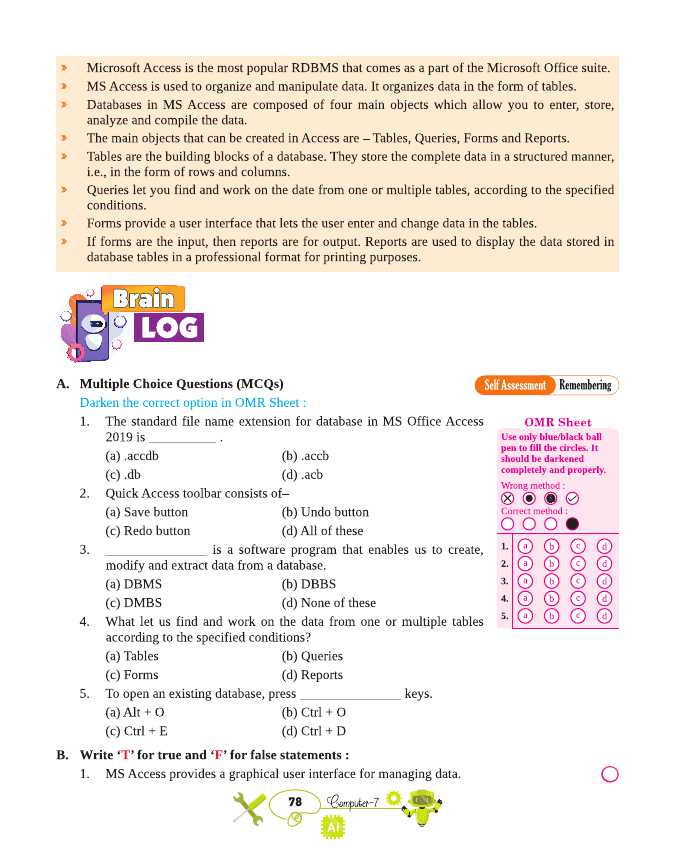 Microsoft Access is the most popular RDBMS that comes as a part of the Microsoft Office suite.
MS Access is used to organize and manipulate data. It organizes data in the form of tables.
Databases in MS Access are composed of four main objects which allow you to enter, store,
analyze and compile the data.
The main objects that can be created in Access are – Tables, Queries, Forms and Reports.
Tables are the building blocks of a database. They store the complete data in a structured manner,
i.e., in the form of rows and columns.
Queries let you find and work on the date from one or multiple tables, according to the specified
conditions.
Forms provide a user interface that lets the user enter and change data in the tables.
If forms are the input, then reports are for output. Reports are used to display the data stored in
database tables in a professional format for printing purposes.
Brain
LOG
A. Multiple Choice Questions (MCQs)
Self Assessment Remembering
Darken the correct option in OMR Sheet :
1. The standard file name extension for database in MS Office Access
2019 is __________ .
(a) .accdb (b) .accb
(c) .db (d) .acb
2. Quick Access toolbar consists of–
(a) Save button (b) Undo button
(c) Redo button (d) All of these
3. _______________ is a software program that enables us to create,
modify and extract data from a database.
(a) DBMS (b) DBBS
(c) DMBS (d) None of these
4. What let us find and work on the data from one or multiple tables
according to the specified conditions?
(a) Tables (b) Queries
(c) Forms (d) Reports
5. To open an existing database, press _______________ keys.
(a) Alt + O (b) Ctrl + O
(c) Ctrl + E (d) Ctrl + D
OMR Sheet
Use only blue/black ball
pen to fill the circles. It
should be darkened
completely and properly.
Wrong method :
Correct method :
1. a b c d
2. a b c d
3. a b c d
4. a b c d
5. a b c d
B. Write ‘T’ for true and ‘F’ for false statements :
1. MS Access provides a graphical user interface for managing data.
78 Computer-7
AI